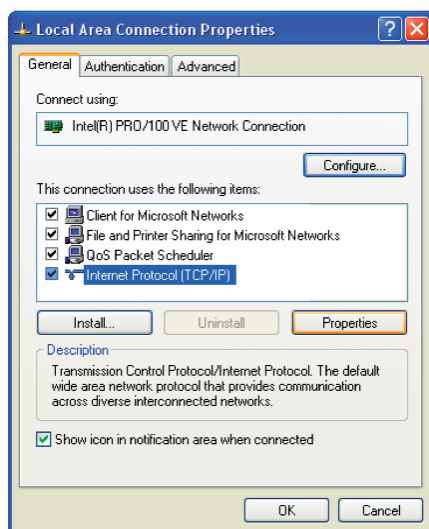 Local Area Connection Properties
General Authentication Advanced
Connect using:
Intel(R) PRO/100 VE Network Connection
Configure...
This connection uses the following items:
Client for Microsoft Networks
File and Printer Sharing for Microsoft Networks
QoS Packet Scheduler
Internet Protocol (TCP/IP)
Install... Uninstall Properties
Description
Transmission Control Protocol/Internet Protocol. The default
wide area network protocol that provides communication
across diverse interconnected networks.
Show icon in notification area when connected
OK Cancel